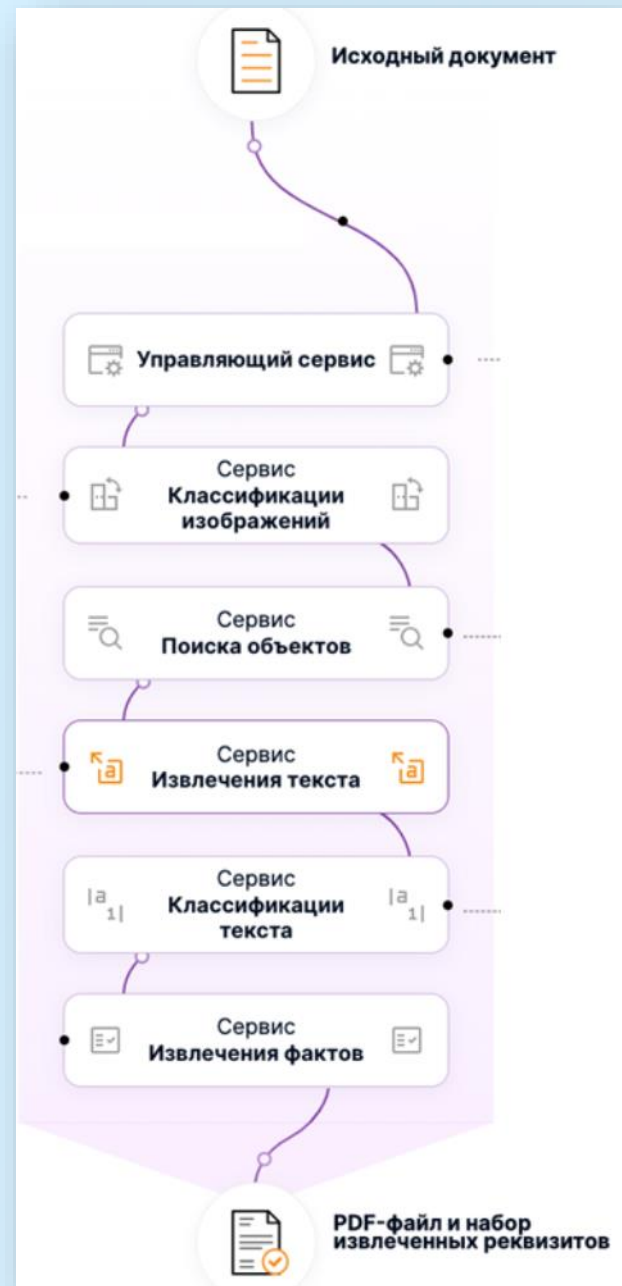 Исходный документ
Управляющий сервис
Сервис
Классификации
изображений
Сервис
Поиска объектов
Сервис
Извлечения текста
Сервис
Классификации
текста
Сервис
Извлечения фактов
PDF-файл и набор
извлеченных реквизитов